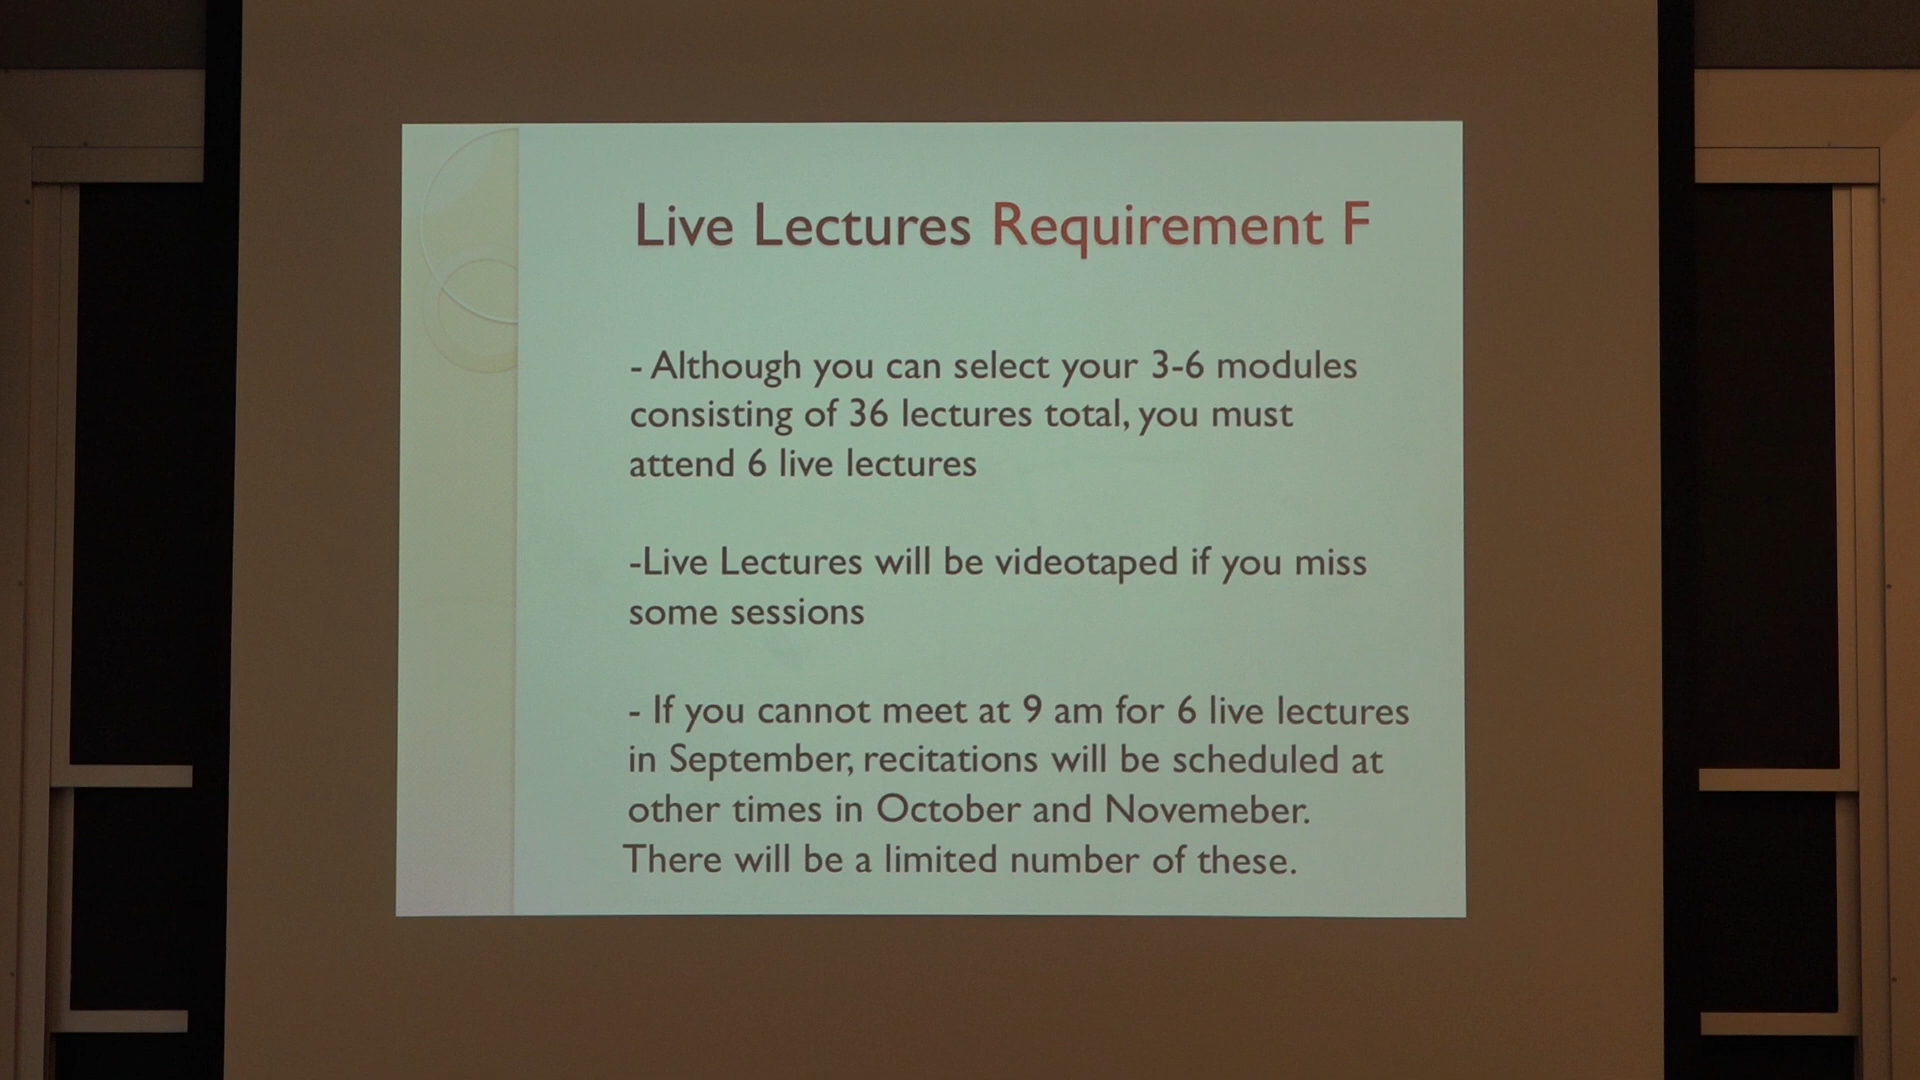 Live Lectures Requirement F
- Although you can select your 3-6 modules
consisting of 36 lectures total, you must
attend 6 live lectures
-Live Lectures will be videotaped if you miss
some sessions
- If you cannot meet at 9 am for 6 live lectures
in September, recitations will be scheduled at
other times in October and Novemeber.
There will be a limited number of these.